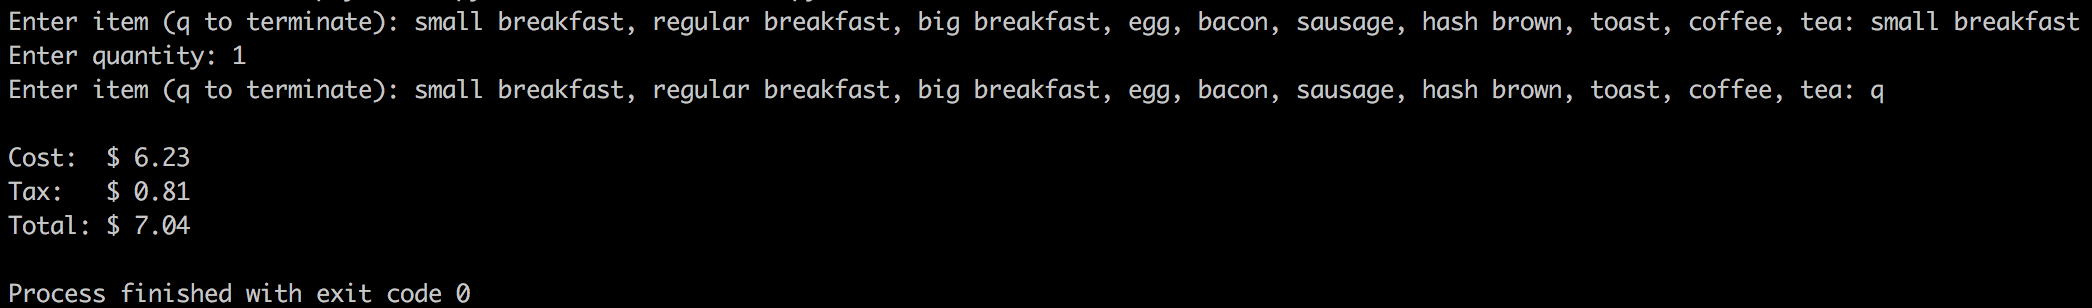 Enter item (q to terminate): small breakfast, regular breakfast, big breakfast, egg, bacon, sausage, hash brown, toast, coffee, tea: small breakfast
Enter quantity: 1
Enter item (q to terminate): small breakfast, regular breakfast, big breakfast, egg, bacon, sausage, hash brown, toast, coffee, tea: q
Cost:  $ 6.23
Tax:   $ 0.81
Total: $ 7.04
Process finished with exit code 0